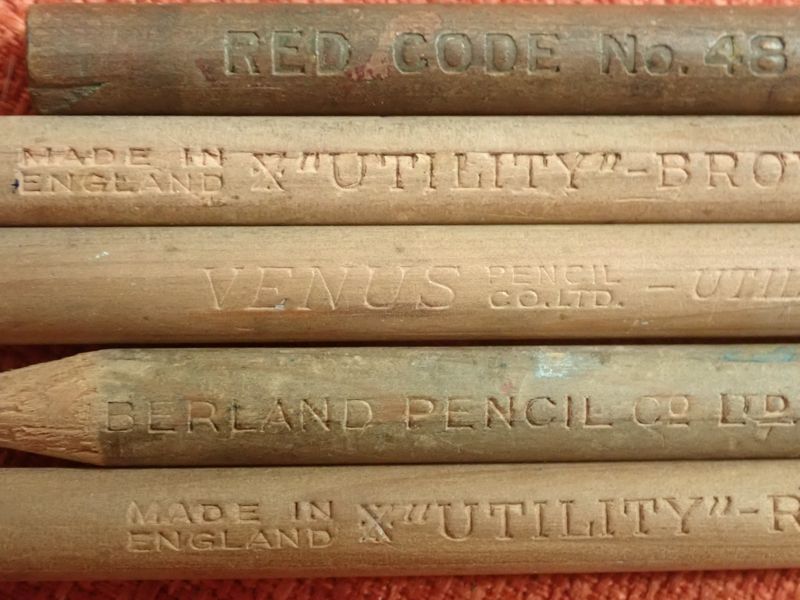 RED CODE No. 48
MADE IN
ENGLAND
X "UTILITY"-BRO
VENUS PENCIL
CO.LTD. - UTIL
BERLAND PENCIL Co LTD
MADE IN
ENGLAND
X "UTILITY"-R